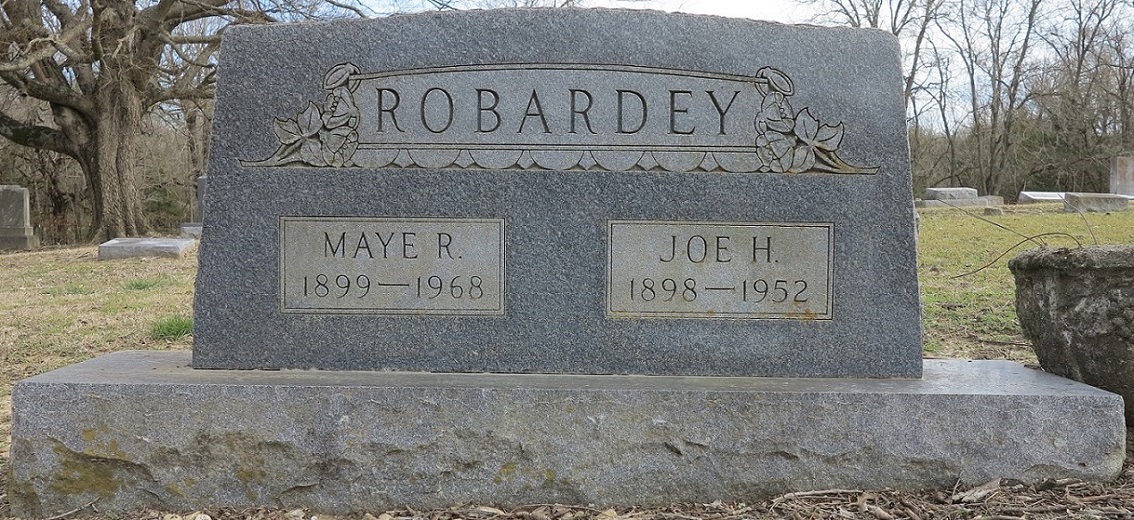 ROBARDEY
MAYE R.
1899—1968
JOE H.
1898—1952